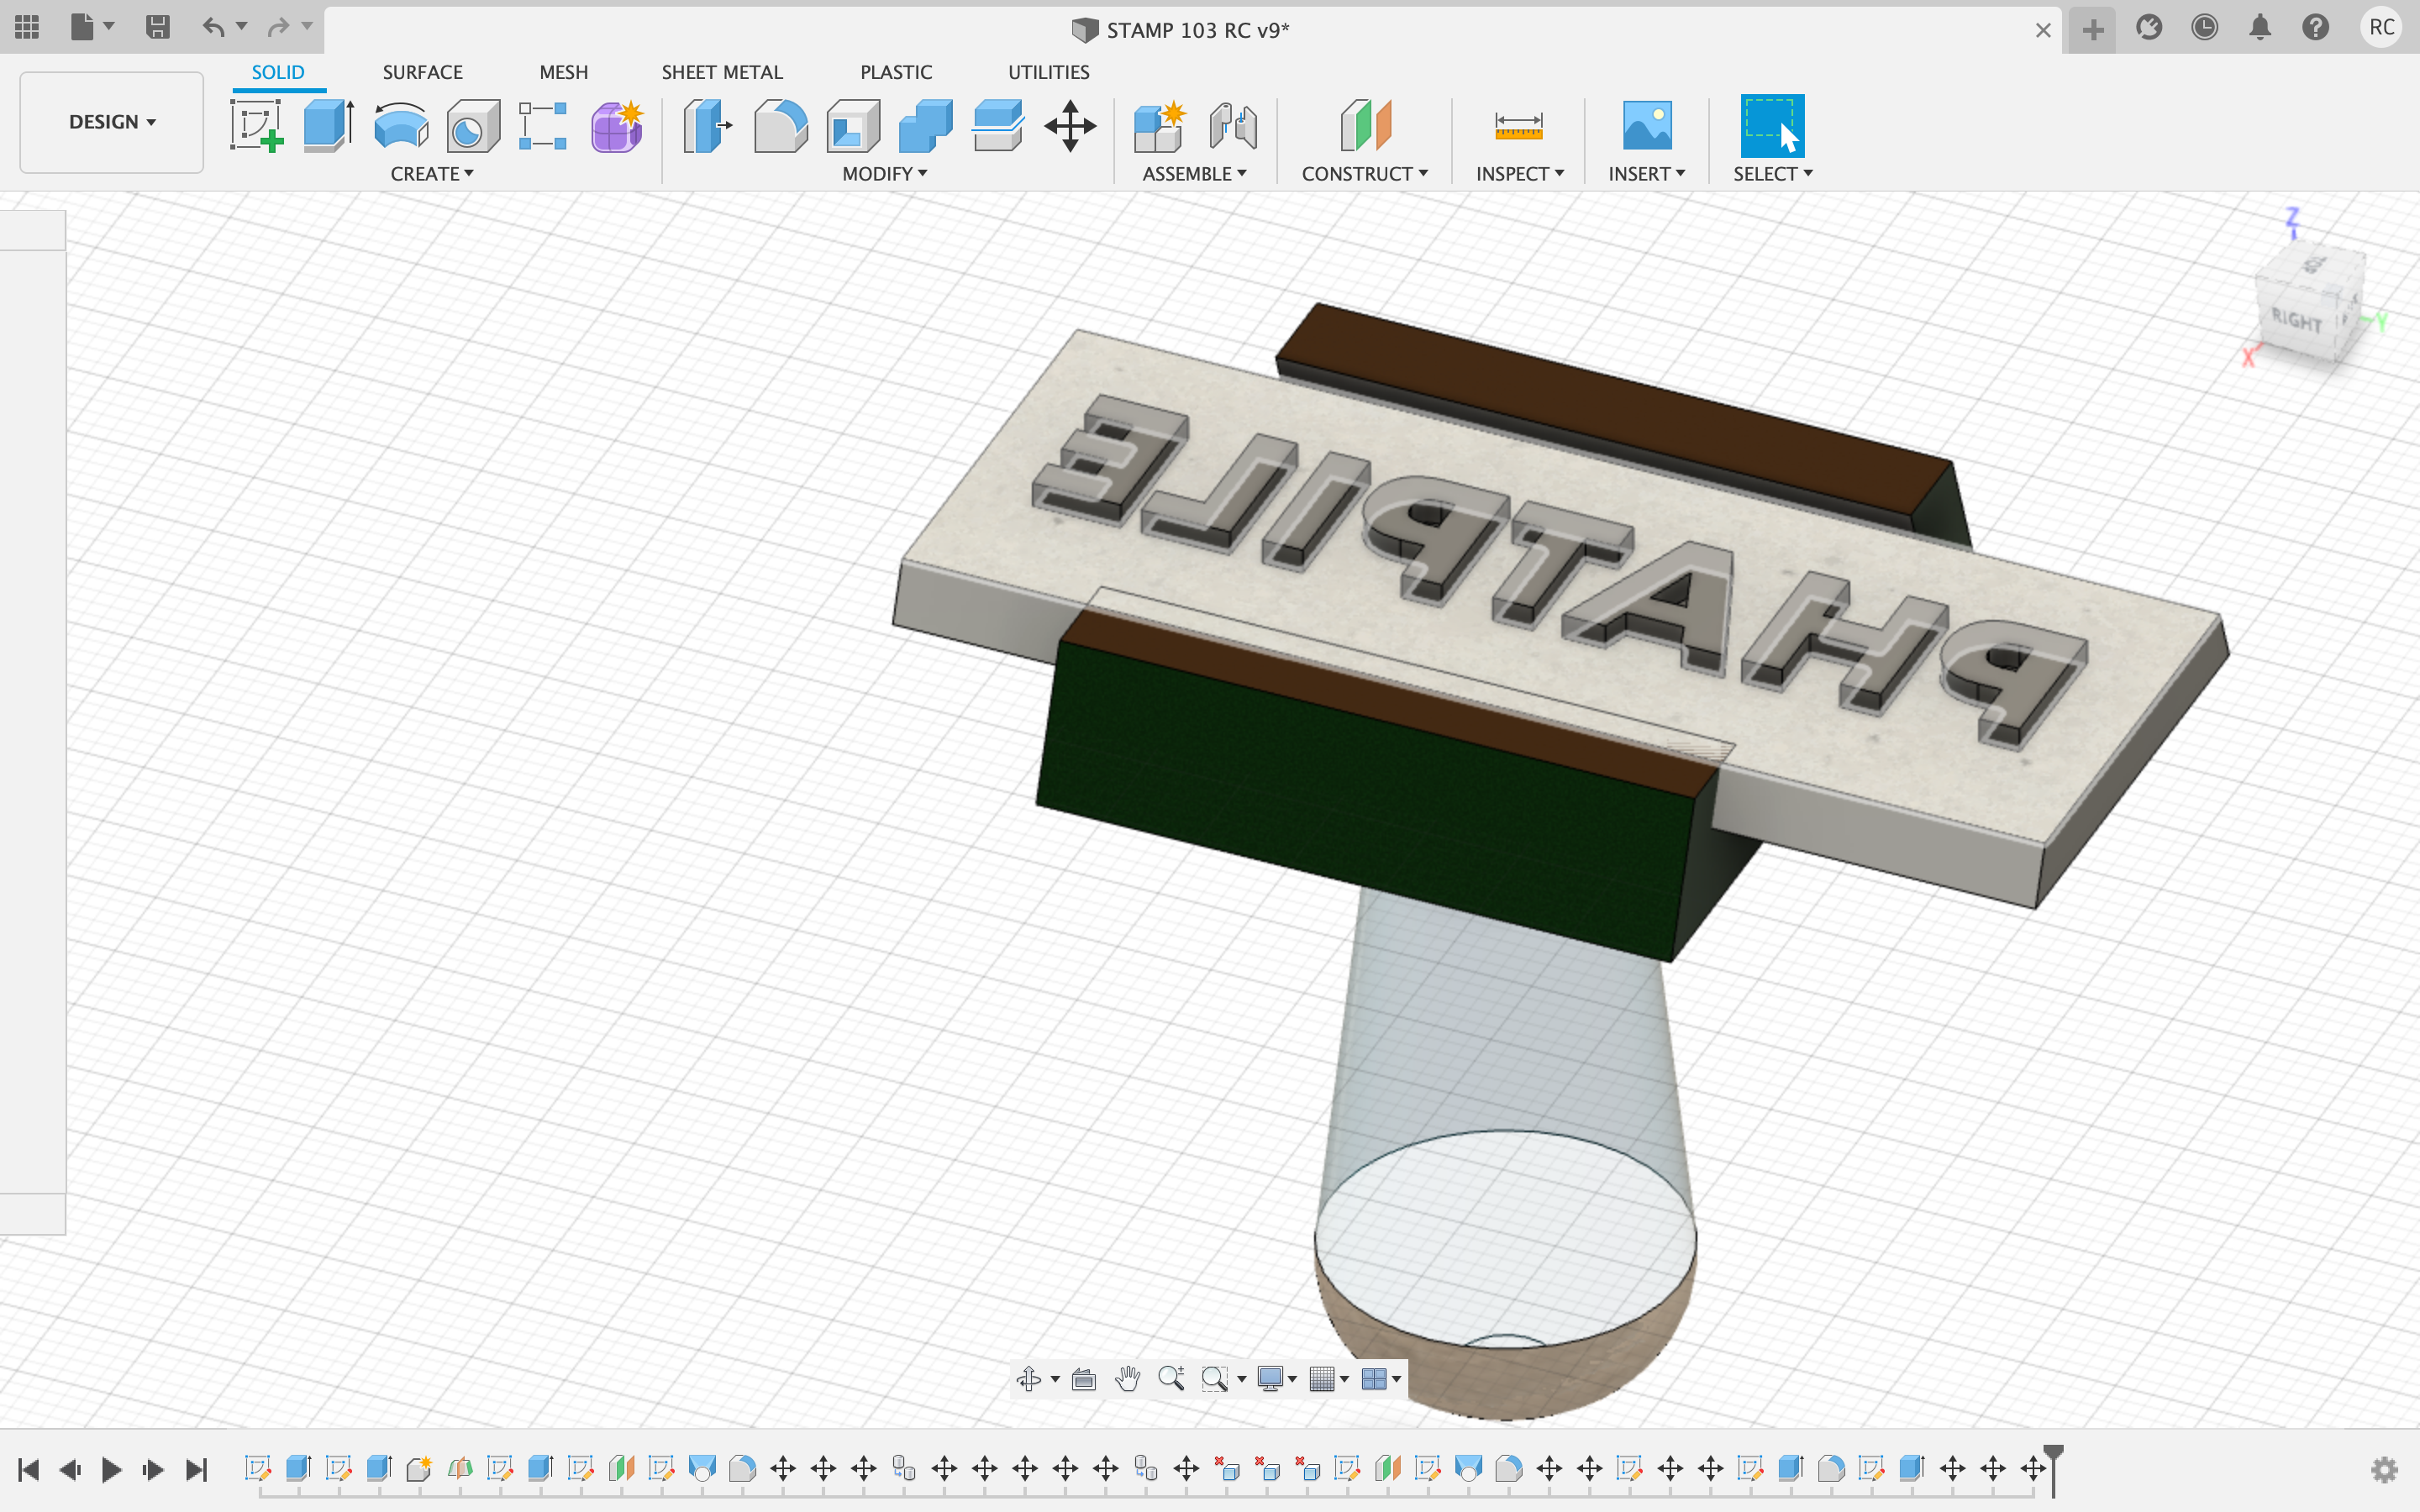 STAMP 103 RC v9*
RC
DESIGN
SOLID SURFACE MESH SHEET METAL PLASTIC UTILITIES
CREATE MODIFY ASSEMBLE CONSTRUCT INSPECT INSERT SELECT
Z
RIGHT
Y
X
PHATPILE